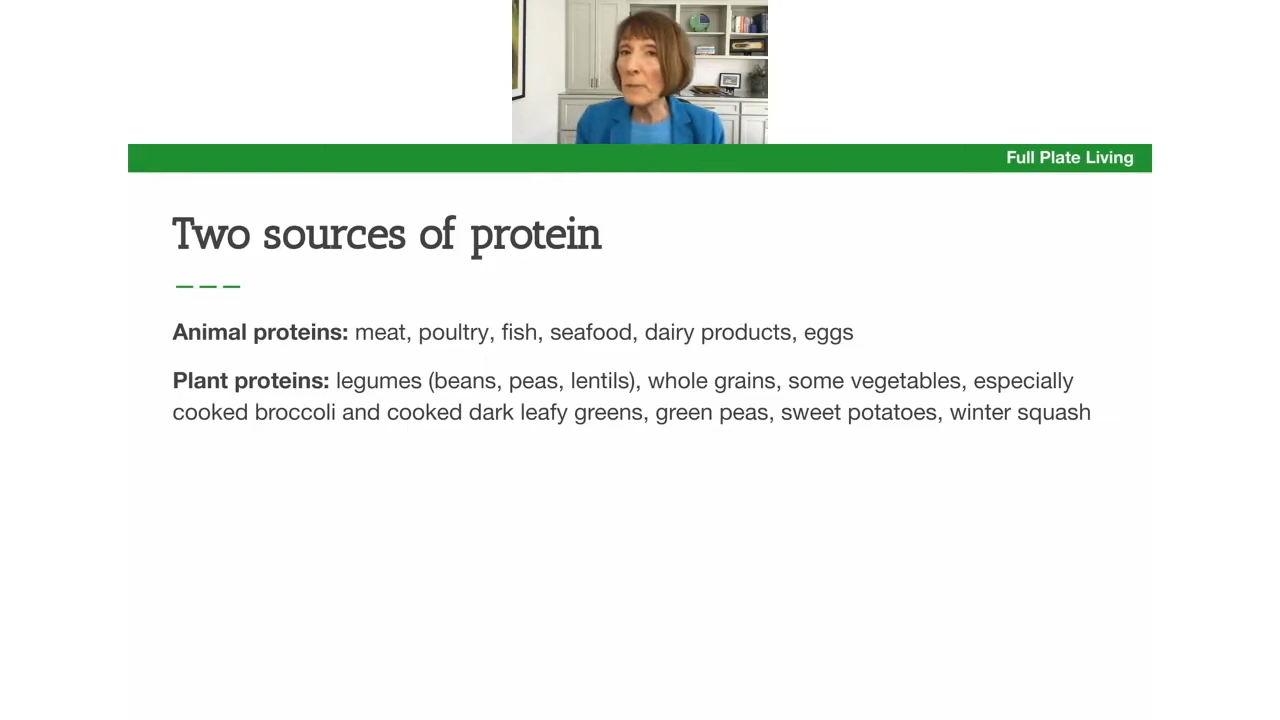 Full Plate Living
Two sources of protein
Animal proteins: meat, poultry, fish, seafood, dairy products, eggs
Plant proteins: legumes (beans, peas, lentils), whole grains, some vegetables, especially
cooked broccoli and cooked dark leafy greens, green peas, sweet potatoes, winter squash